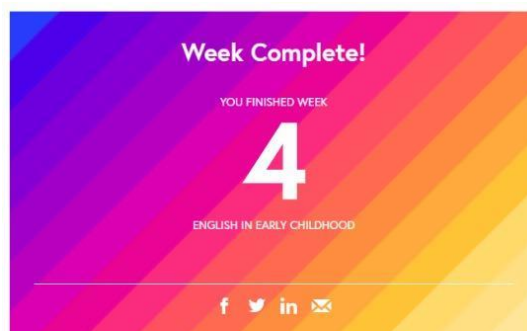 Week Complete!
YOU FINISHED WEEK
4
ENGLISH IN EARLY CHILDHOOD